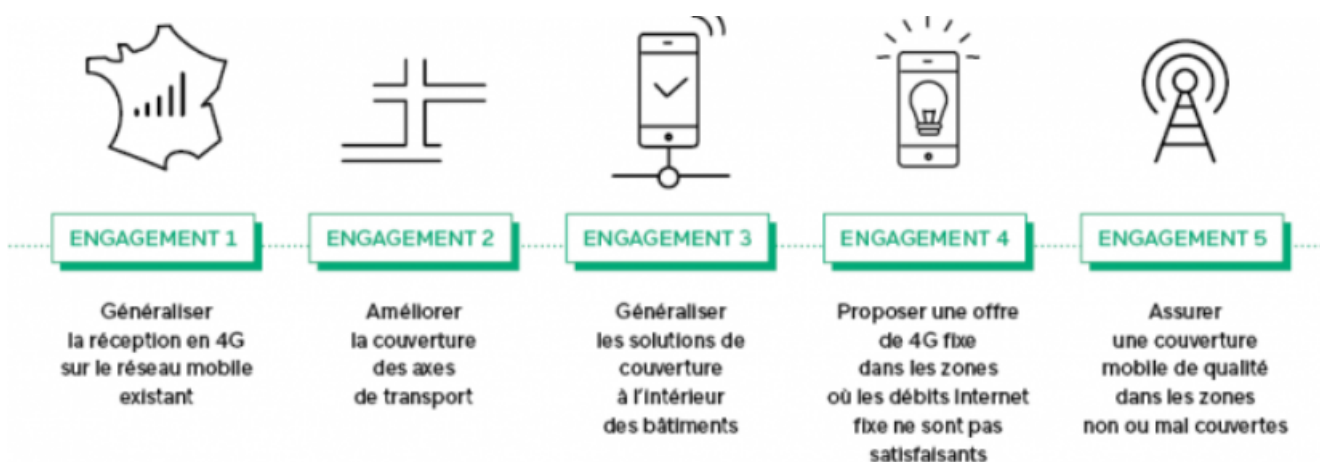 ENGAGEMENT 1
Généraliser
la réception en 4G
sur le réseau mobile
existant
ENGAGEMENT 2
Améliorer
la couverture
des axes
de transport
ENGAGEMENT 3
Généraliser
les solutions de
couverture
à l'intérieur
des bâtiments
ENGAGEMENT 4
Proposer une offre
de 4G fixe
dans les zones
où les débits Internet
fixe ne sont pas
satisfaisants
ENGAGEMENT 5
Assurer
une couverture
mobile de qualité
dans les zones
non ou mal couvertes